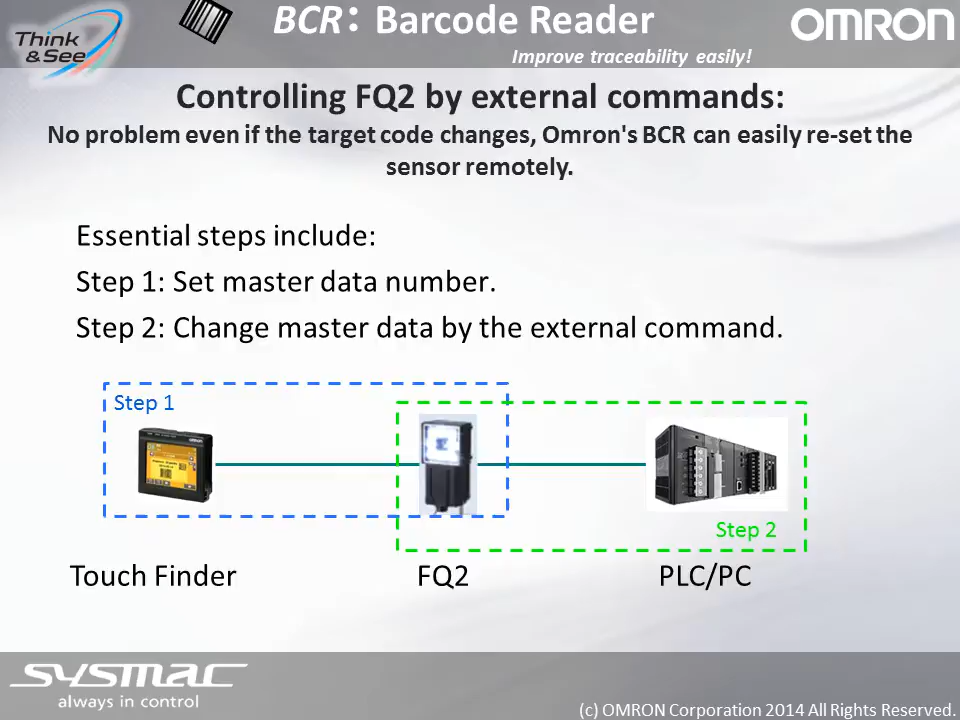 Think
&See
BCR: Barcode Reader
Improve traceability easily!
OMRON
Controlling FQ2 by external commands:
No problem even if the target code changes, Omron's BCR can easily re-set the
sensor remotely.
Essential steps include:
Step 1: Set master data number.
Step 2: Change master data by the external command.
Step 1
Step 2
Touch Finder
FQ2
PLC/PC
sysmac
always in control
(c) OMRON Corporation 2014 All Rights Reserved.